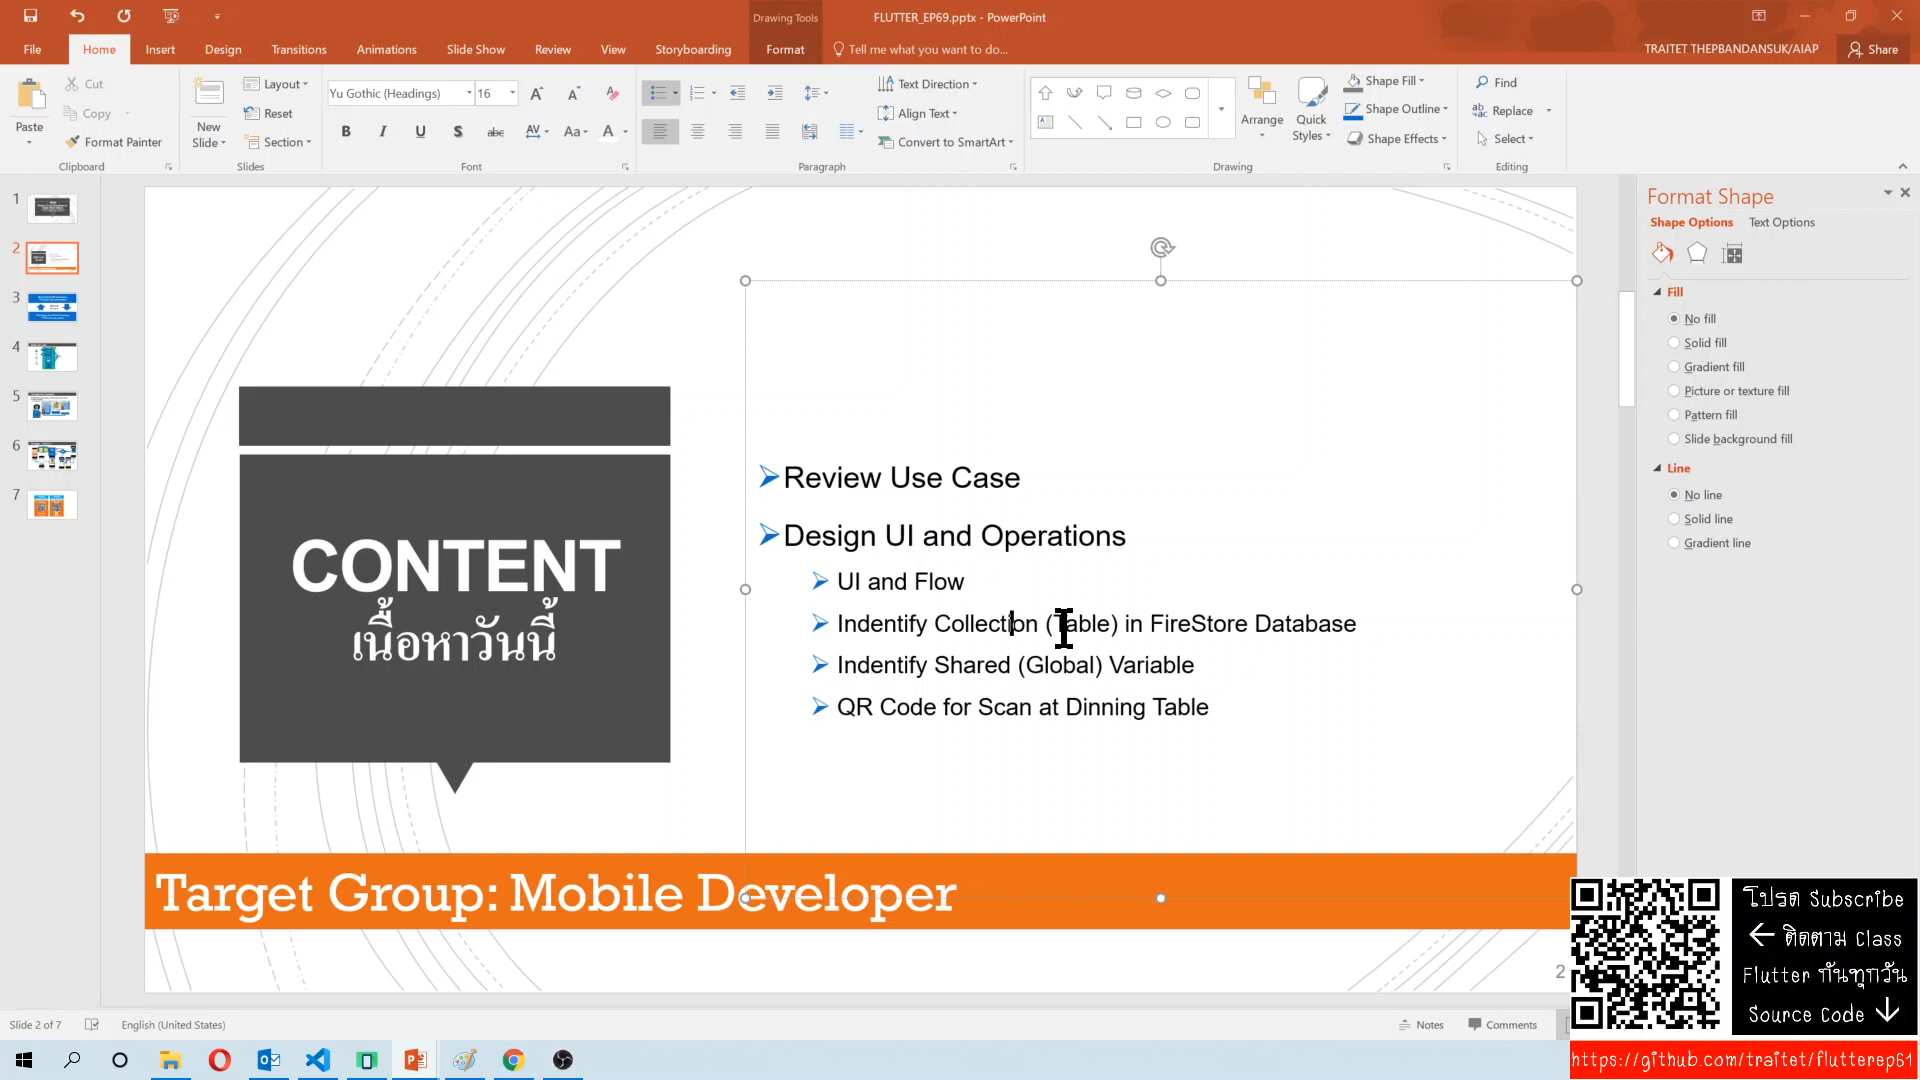 Drawing Tools
FLUTTER_EP69.pptx - PowerPoint
File
Home
Insert
Design
Transitions
Animations
Slide Show
Review
View
Storyboarding
Format
Tell me what you want to do...
TRAITET THEPBANDANSUK/AIAP
Share
Paste
Cut
Copy
Format Painter
Clipboard
New Slide
Layout
Reset
Section
Slides
Yu Gothic (Headings)
16
Font
Paragraph
Text Direction
Align Text
Convert to SmartArt
Arrange
Quick Styles
Shape Fill
Shape Outline
Shape Effects
Drawing
Find
Replace
Select
Editing
1
2
3
4
5
6
7
CONTENT
เนื้อหาวันนี้
Review Use Case
Design UI and Operations
UI and Flow
Indentify Collection (Table) in FireStore Database
Indentify Shared (Global) Variable
QR Code for Scan at Dinning Table
Target Group: Mobile Developer
2
Format Shape
Shape Options
Text Options
Fill
No fill
Solid fill
Gradient fill
Picture or texture fill
Pattern fill
Slide background fill
Line
No line
Solid line
Gradient line
โปรด Subscribe
← ติดตาม Class
Flutter กันทุกวัน
Source Code ↓
https://github.com/traitet/flutterep61
Slide 2 of 7
English (United States)
Notes
Comments